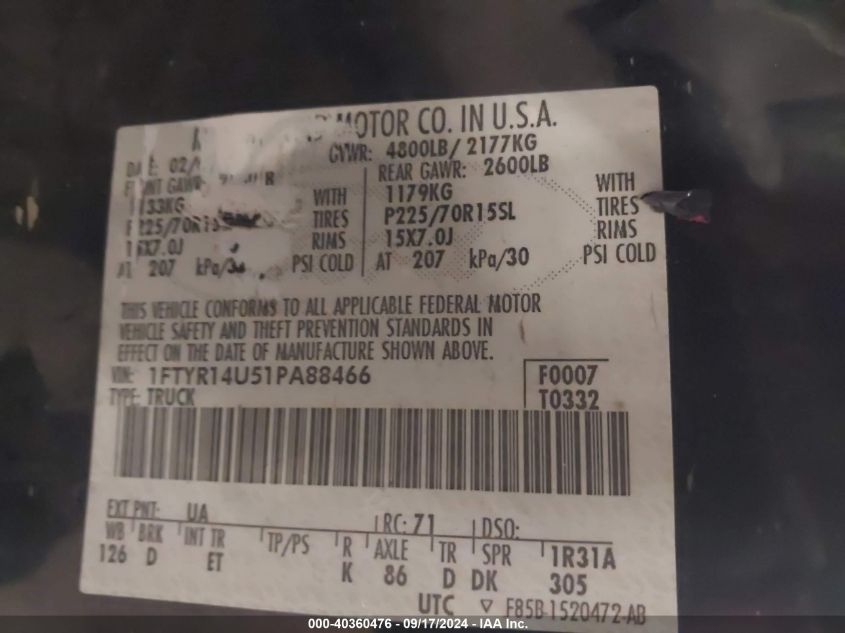 MOTOR CO. IN U.S.A.
GVWR: 4800LB/ 2177KG
02/
REAR GAWR: 2600LB
WITH 1179KG WITH
P225/70R15SL TIRES
TIRES 15X7.0J
RIMS RIMS
207 kPa/ PSI COLD AT 207 kPa/30 PSI COLD
THIS VEHICLE CONFORMS TO ALL APPLICABLE FEDERAL MOTOR
VEHICLE SAFETY AND THEFT PREVENTION STANDARDS IN
EFFECT ON THE DATE OF MANUFACTURE SHOWN ABOVE.
VIN: 1FTYR14U51PA88466 F0007
TYPE: TRUCK T0332
EXT PNT: UA RC: 71 DSO:
WB BRK INT TR TP/PS R AXLE TR SPR 1R31A
126 D ET K 86 D DK 305
UTC ▽ F85B-1520472-AB
000-40360476 - 09/17/2024 - IAA Inc.